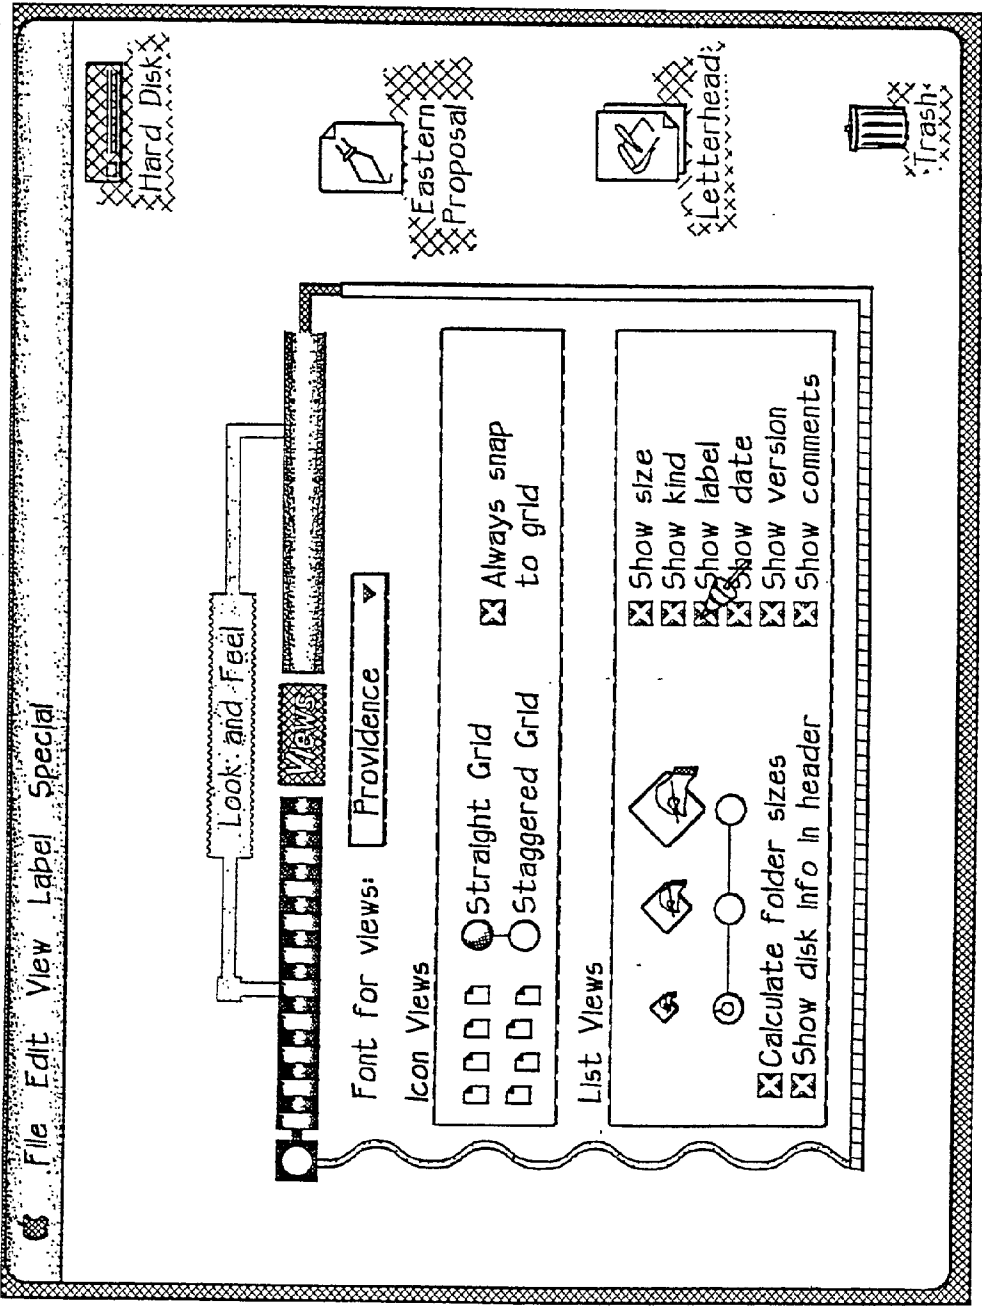 File Edit View Label Special
Hard Disk
Eastern
Proposal
Letterhead
Trash
Look and Feel
Views
Font for views: Providence
Icon Views
Straight Grid
Staggered Grid
Always snap
to grid
List Views
Calculate folder sizes
Show disk info in header
Show size
Show kind
Show label
Show date
Show version
Show comments